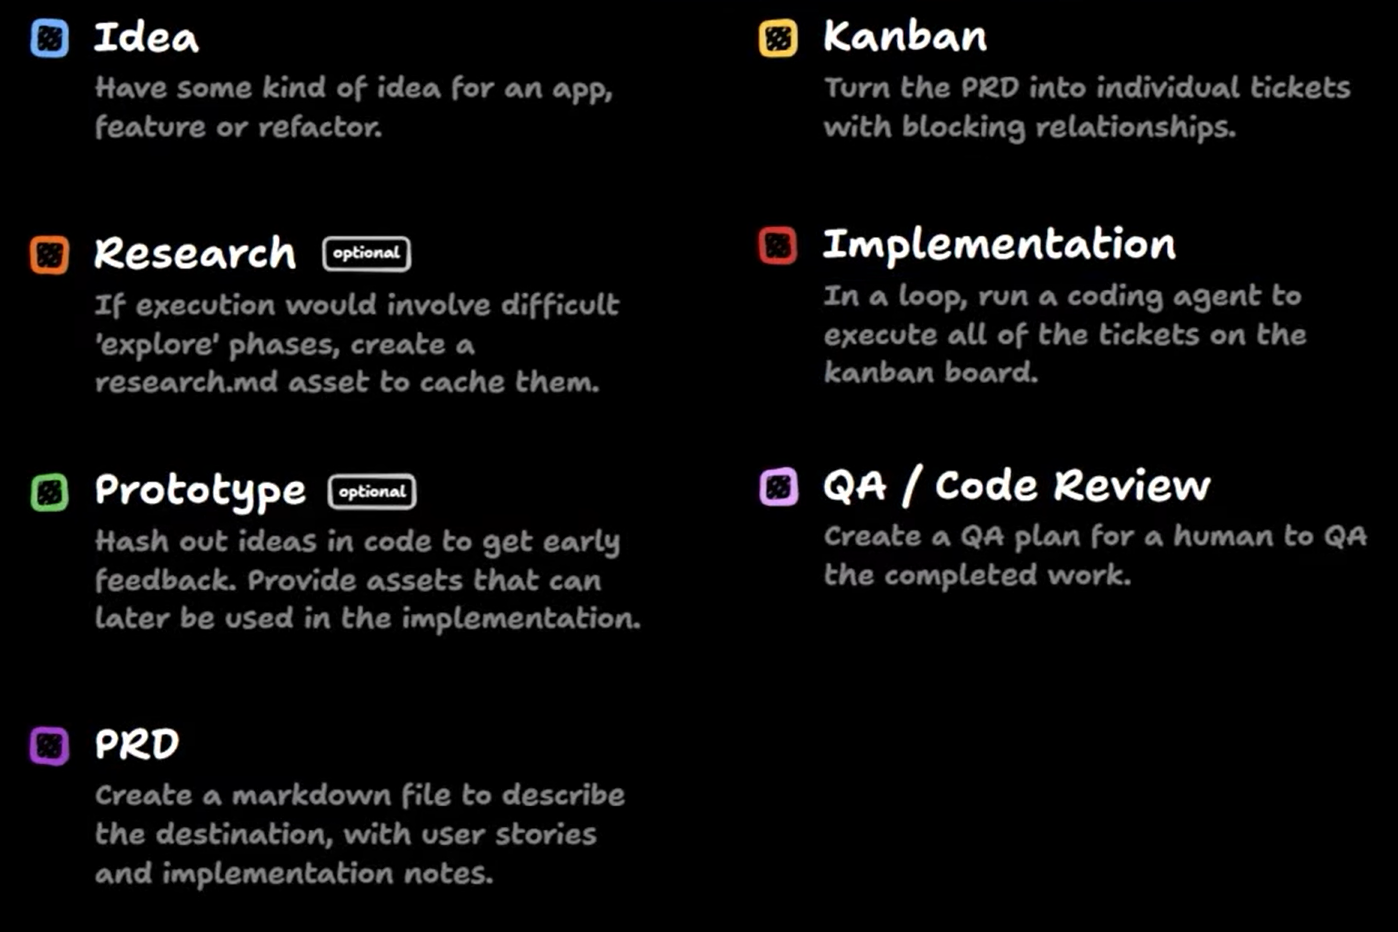 Idea
Have some kind of idea for an app,
feature or refactor.
Research optional
If execution would involve difficult
'explore' phases, create a
research.md asset to cache them.
Prototype optional
Hash out ideas in code to get early
feedback. Provide assets that can
later be used in the implementation.
PRD
Create a markdown file to describe
the destination, with user stories
and implementation notes.
Kanban
Turn the PRD into individual tickets
with blocking relationships.
Implementation
In a loop, run a coding agent to
execute all of the tickets on the
kanban board.
QA / Code Review
Create a QA plan for a human to QA
the completed work.